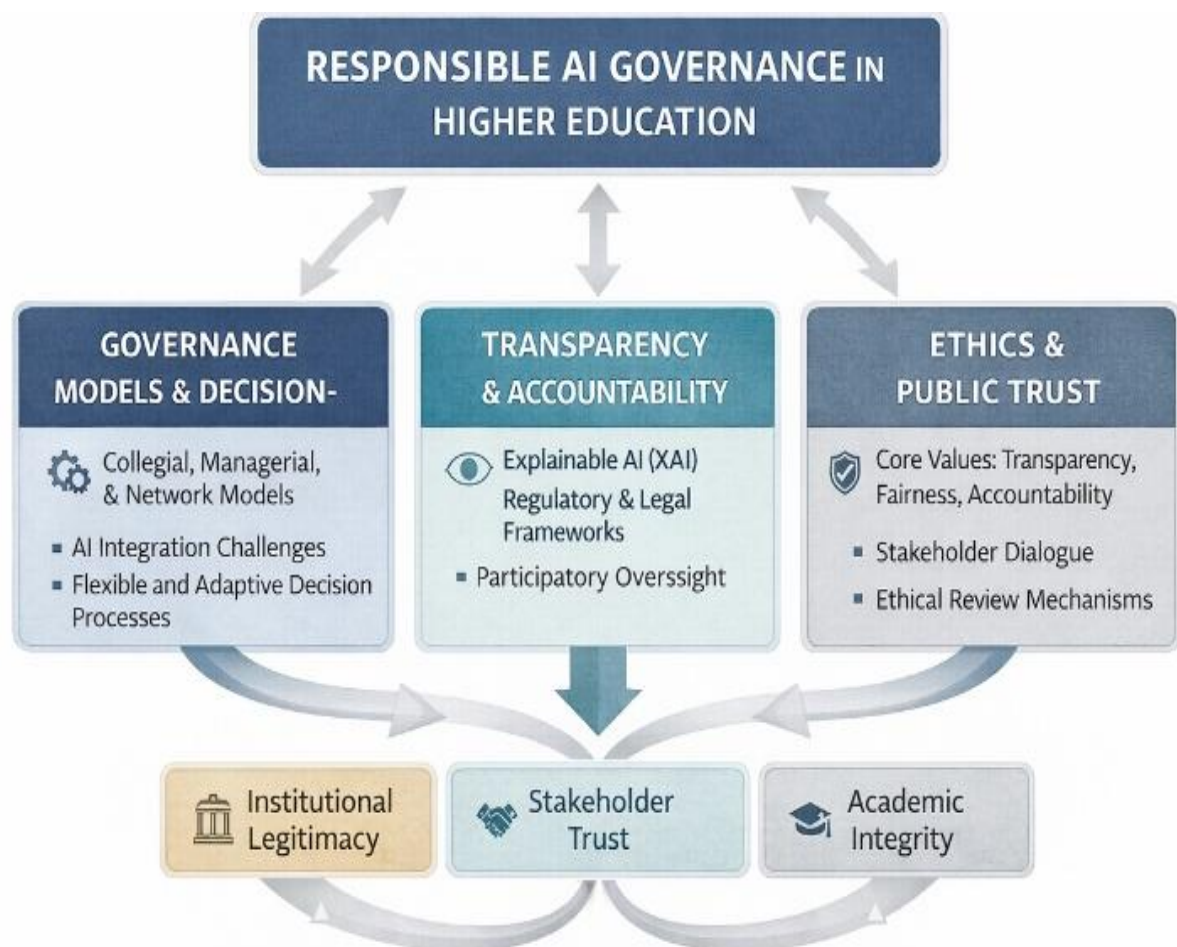 RESPONSIBLE AI GOVERNANCE IN
HIGHER EDUCATION
GOVERNANCE
MODELS & DECISION-
Collegial, Managerial,
& Network Models
▪ AI Integration Challenges
▪ Flexible and Adaptive Decision
Processes
TRANSPARENCY
& ACCOUNTABILITY
Explainable AI (XAI)
Regulatory & Legal
Frameworks
▪ Participatory Overssight
ETHICS &
PUBLIC TRUST
Core Values: Transparency,
Fairness, Accountability
▪ Stakeholder Dialogue
▪ Ethical Review Mechanisms
Institutional
Legitimacy
Stakeholder
Trust
Academic
Integrity